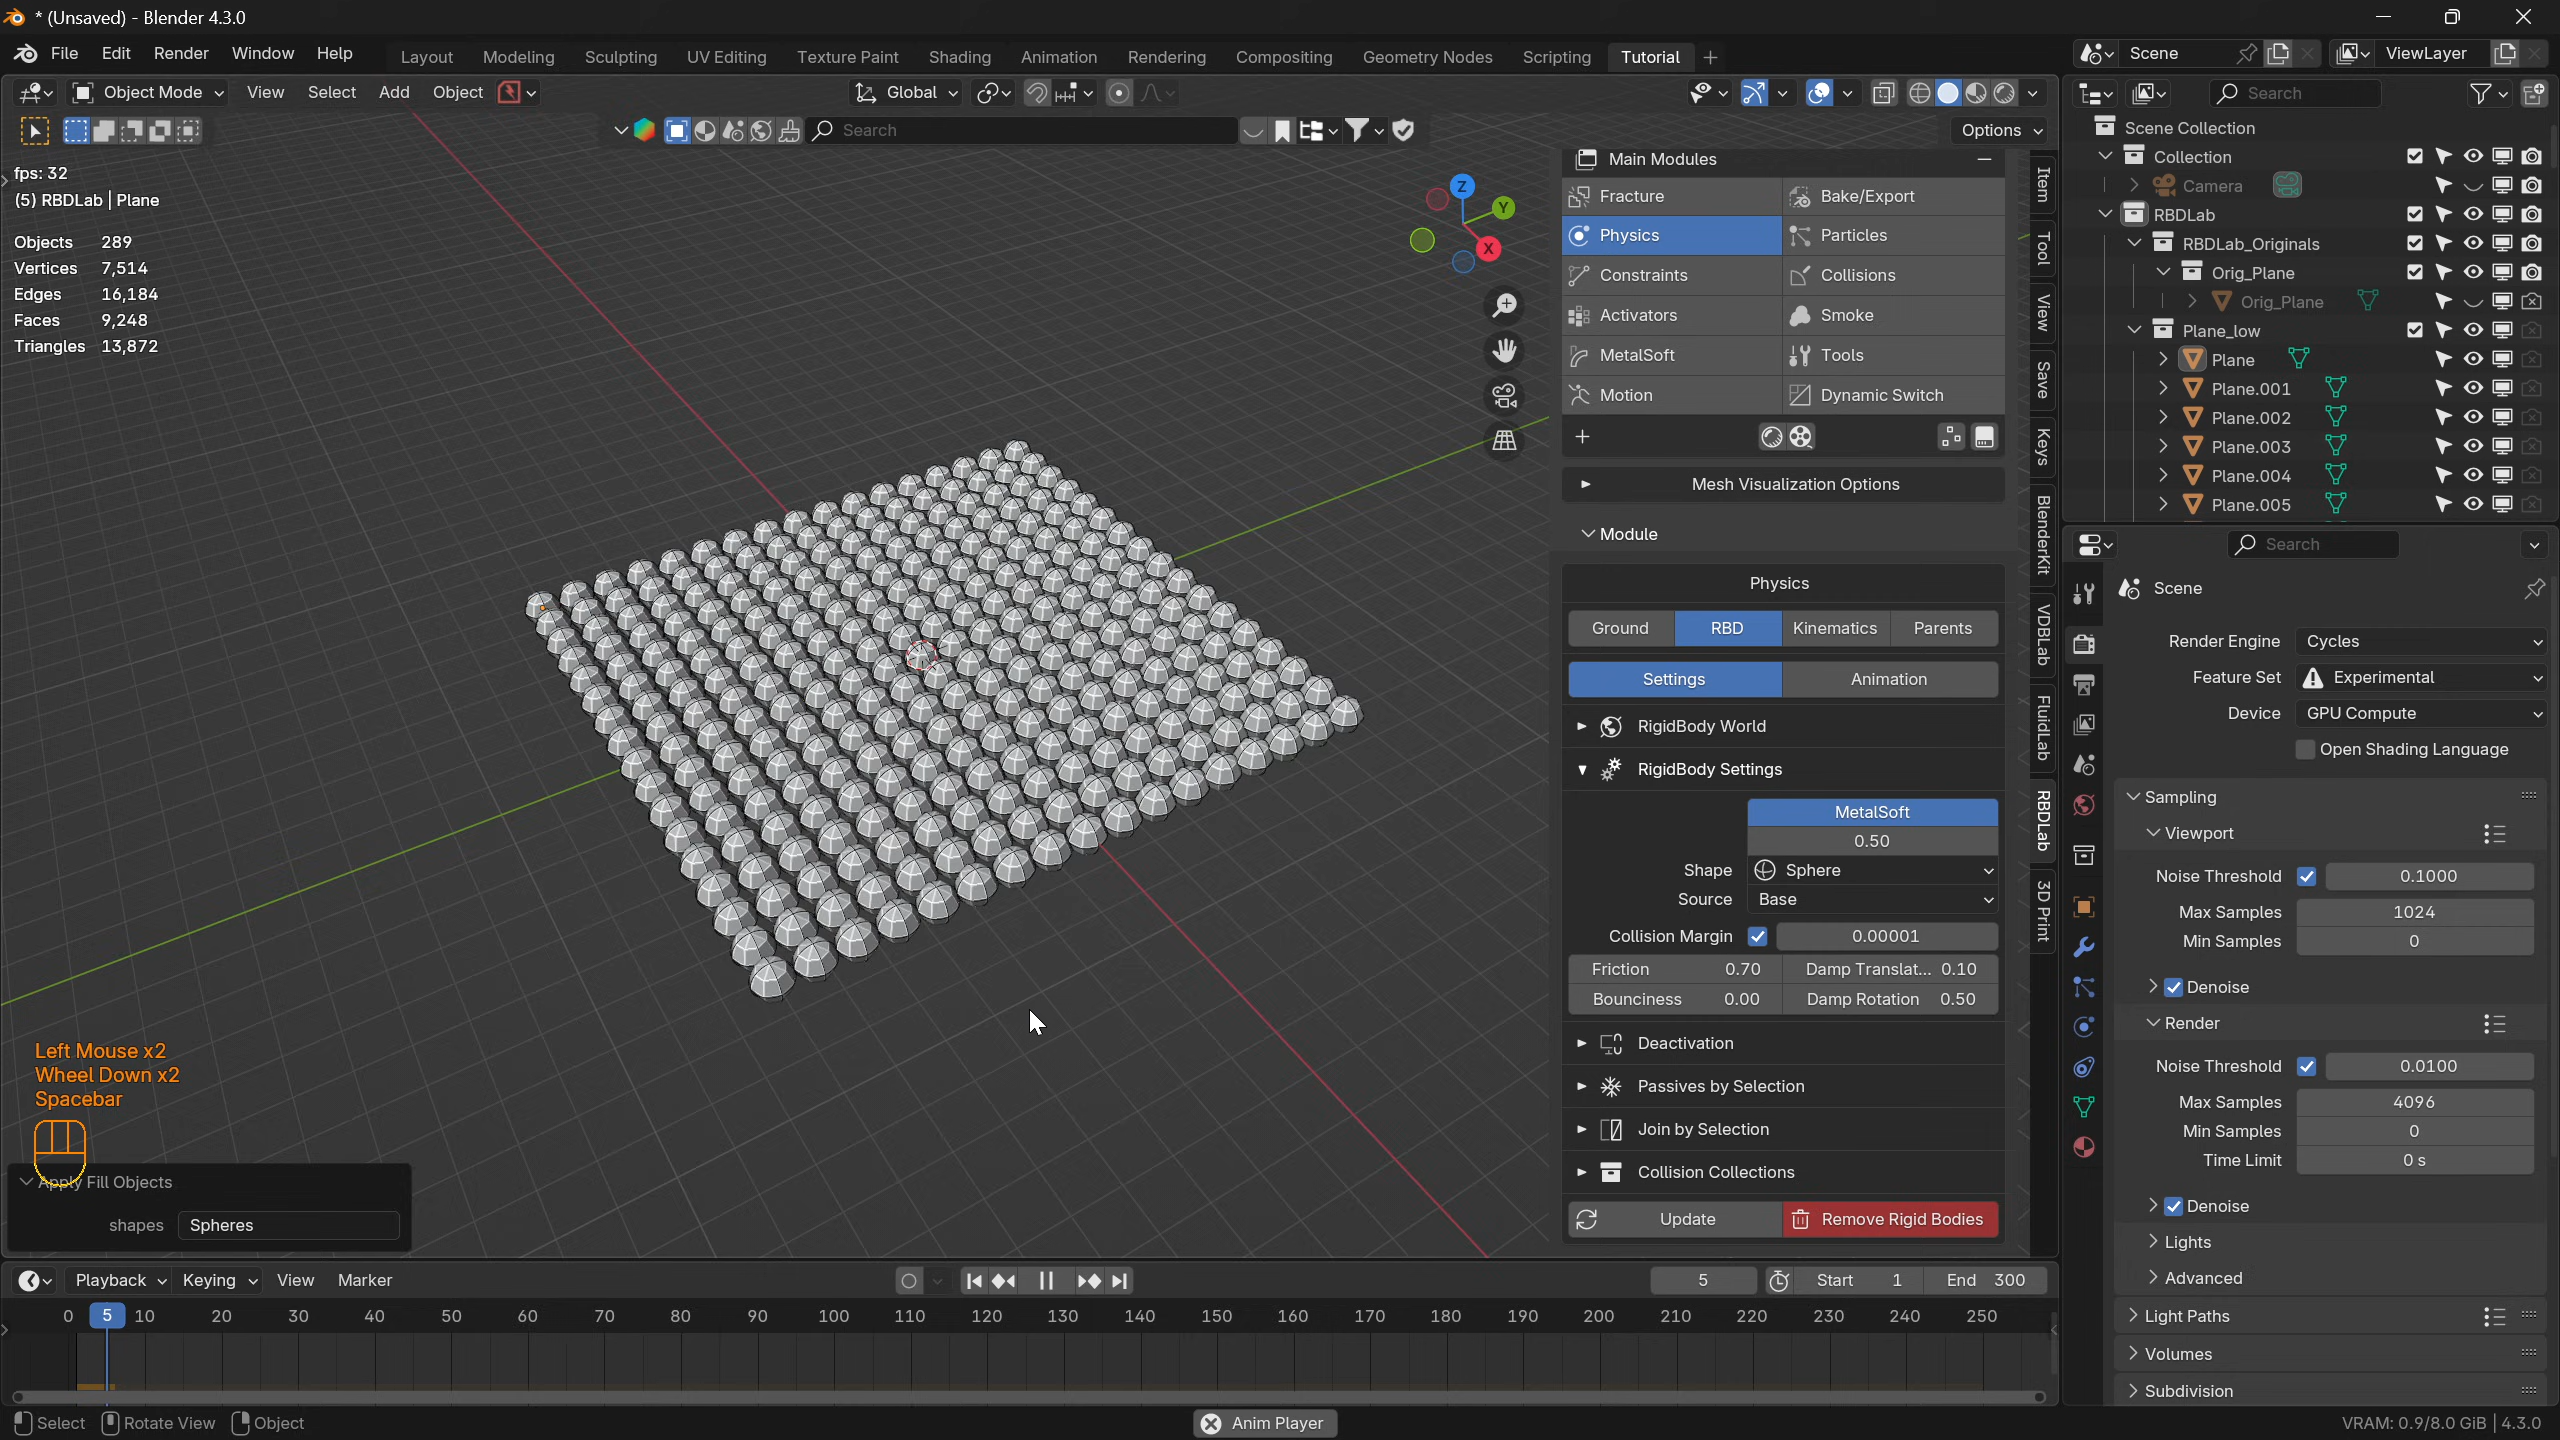 * (Unsaved) - Blender 4.3.0
File Edit Render Window Help Layout Modeling Sculpting UV Editing Texture Paint Shading Animation Rendering Compositing Geometry Nodes Scripting Tutorial + Scene ViewLayer
Object Mode View Select Add Object Global Search
Search Options
fps: 32
(5) RBDLab | Plane
Objects 289
Vertices 7,514
Edges 16,184
Faces 9,248
Triangles 13,872
Z
Y
X
Left Mouse x2
Wheel Down x2
Spacebar
Apply Fill Objects
shapes Spheres
Main Modules
Fracture Bake/Export
Physics Particles
Constraints Collisions
Activators Smoke
MetalSoft Tools
Motion Dynamic Switch
Mesh Visualization Options
Module
Physics
Ground RBD Kinematics Parents
Settings Animation
RigidBody World
RigidBody Settings
MetalSoft
0.50
Shape Sphere
Source Base
Collision Margin 0.00001
Friction 0.70 Damp Translat... 0.10
Bounciness 0.00 Damp Rotation 0.50
Deactivation
Passives by Selection
Join by Selection
Collision Collections
Update Remove Rigid Bodies
Item
Tool
View
Save
Keys
BlenderKit
VDBLab
FluidLab
RBDLab
3D Print
Scene Collection
Collection
Camera
RBDLab
RBDLab_Originals
Orig_Plane
Orig_Plane
Plane_low
Plane
Plane.001
Plane.002
Plane.003
Plane.004
Plane.005
Search
Scene
Render Engine Cycles
Feature Set Experimental
Device GPU Compute
Open Shading Language
Sampling
Viewport
Noise Threshold 0.1000
Max Samples 1024
Min Samples 0
Denoise
Render
Noise Threshold 0.0100
Max Samples 4096
Min Samples 0
Time Limit 0 s
Denoise
Lights
Advanced
Light Paths
Volumes
Subdivision
Playback Keying View Marker 5 Start 1 End 300
0 5 10 20 30 40 50 60 70 80 90 100 110 120 130 140 150 160 170 180 190 200 210 220 230 240 250
Select Rotate View Object Anim Player VRAM: 0.9/8.0 GiB | 4.3.0